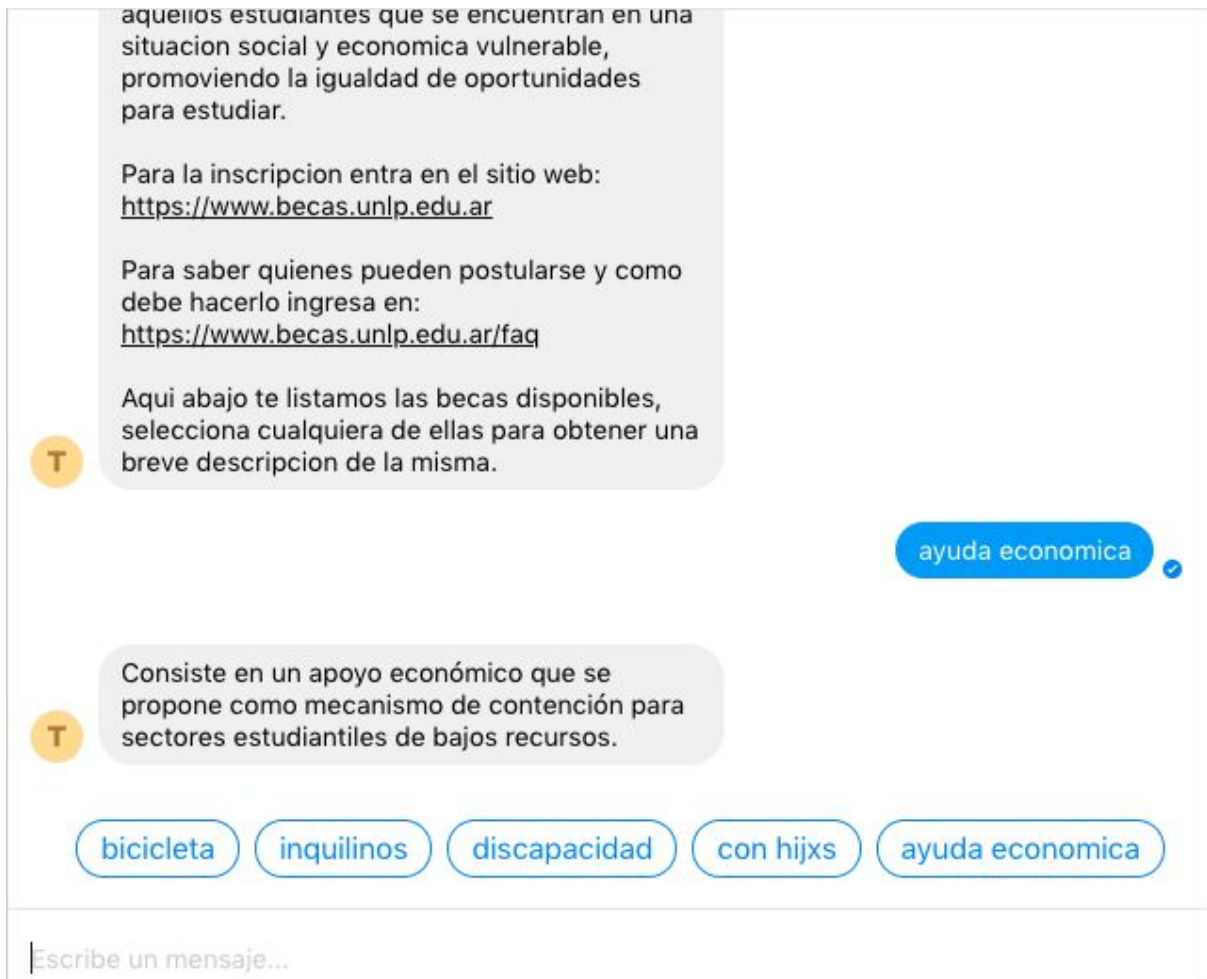 aquellos estudiantes que se encuentran en una
situacion social y economica vulnerable,
promoviendo la igualdad de oportunidades
para estudiar.
Para la inscripcion entra en el sitio web:
https://www.becas.unlp.edu.ar
Para saber quienes pueden postularse y como
debe hacerlo ingresa en:
https://www.becas.unlp.edu.ar/faq
Aqui abajo te listamos las becas disponibles,
selecciona cualquiera de ellas para obtener una
breve descripcion de la misma.
T
ayuda economica
Consiste en un apoyo económico que se
propone como mecanismo de contención para
sectores estudiantiles de bajos recursos.
T
bicicleta inquilinos discapacidad con hijxs ayuda economica
Escribe un mensaje...